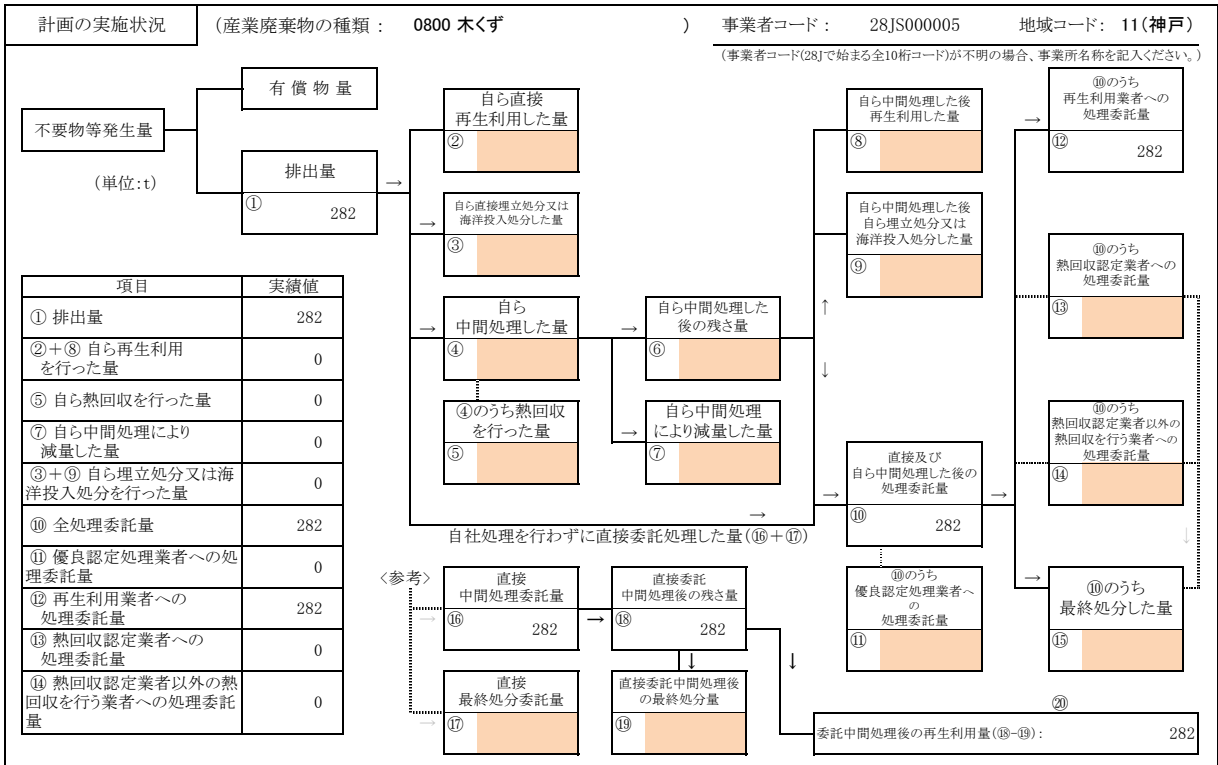 計画の実施状況
(産業廃棄物の種類： 0800 木くず )
事業者コード： 28JS000005
地域コード： 11(神戸)
(事業者コード(28Jで始まる全10桁コード)が不明の場合、事業所名称を記入ください。)
不要物等発生量
(単位:t)
有償物量
排出量
→
① 282
自ら直接
再生利用した量
②
→
自ら直接埋立処分又は
海洋投入処分した量
③
→
自ら
中間処理した量
④
→
自ら中間処理した
後の残さ量
⑥
④のうち熱回収
を行った量
⑤
→
自ら中間処理
により減量した量
⑦
自ら中間処理した後
再生利用した量
⑧
自ら中間処理した後
自ら埋立処分又は
海洋投入処分した量
⑨
↑
↓
→
直接及び
自ら中間処理した後の
処理委託量
→
⑩ 282
→
自社処理を行わずに直接委託処理した量(⑯＋⑰)
⑩のうち
優良認定処理業者へ
の
処理委託量
⑪
→
⑩のうち
再生利用業者への
処理委託量
⑫ 282
⑩のうち
熱回収認定業者への
処理委託量
⑬
⑩のうち
熱回収認定業者以外の
熱回収を行う業者への
処理委託量
⑭
↓
→
⑩のうち
最終処分した量
⑮
項目 実績値
① 排出量 282
②＋⑧ 自ら再生利用
を行った量 0
⑤ 自ら熱回収を行った量 0
⑦ 自ら中間処理により
減量した量 0
③＋⑨ 自ら埋立処分又は海
洋投入処分を行った量 0
⑩ 全処理委託量 282
⑪ 優良認定処理業者への処
理委託量 0
⑫ 再生利用業者への
処理委託量 282
⑬ 熱回収認定業者への
処理委託量 0
⑭ 熱回収認定業者以外の熱
回収を行う業者への処理委託
量 0
〈参考〉
直接
中間処理委託量
→ ⑯ 282
→
直接委託
中間処理後の残さ量
⑱ 282
↓
↓
直接
最終処分委託量
→ ⑰
直接委託中間処理後
の最終処分量
⑲
⑳
委託中間処理後の再生利用量(⑱-⑲)： 282